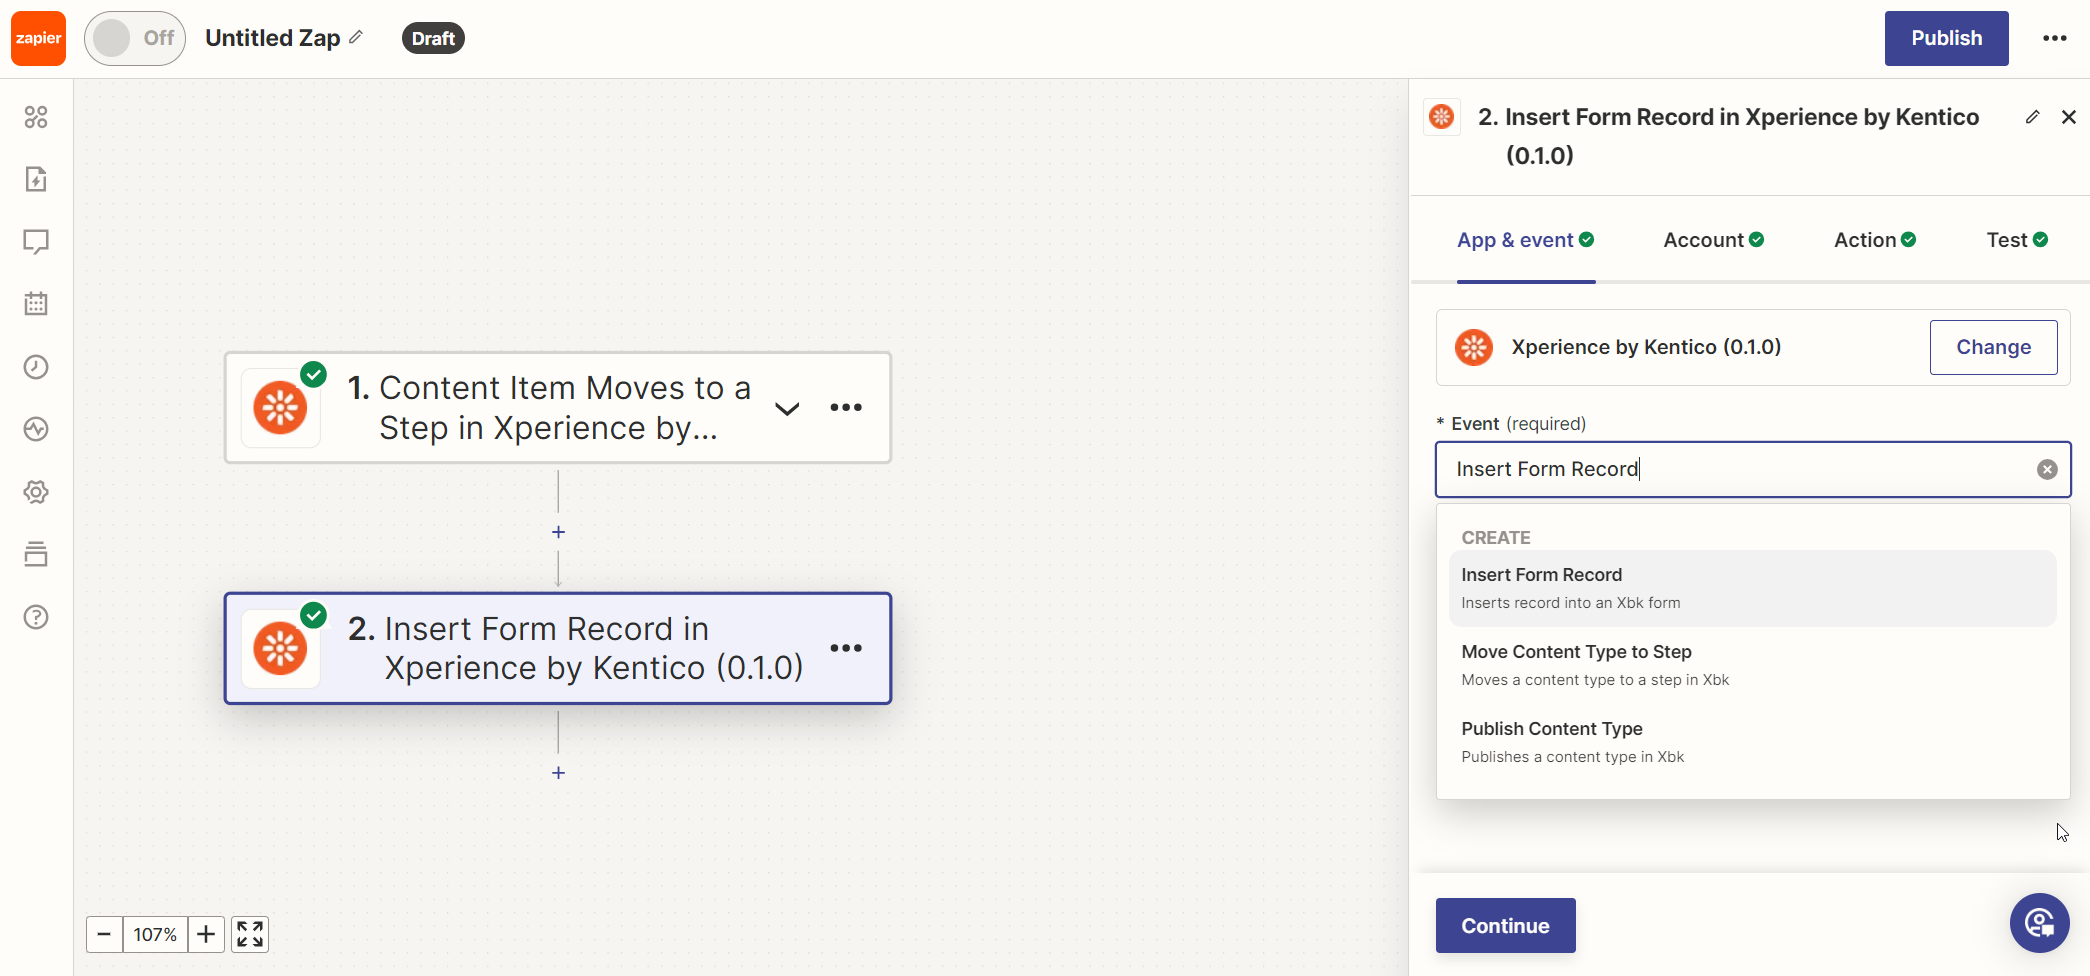 zapier
Off
Untitled Zap
Draft
Publish
1. Content Item Moves to a
Step in Xperience by...
+
2. Insert Form Record in
Xperience by Kentico (0.1.0)
+
107%
2. Insert Form Record in Xperience by Kentico
(0.1.0)
App & event
Account
Action
Test
Xperience by Kentico (0.1.0)
Change
* Event (required)
Insert Form Record
CREATE
Insert Form Record
Inserts record into an Xbk form
Move Content Type to Step
Moves a content type to a step in Xbk
Publish Content Type
Publishes a content type in Xbk
Continue